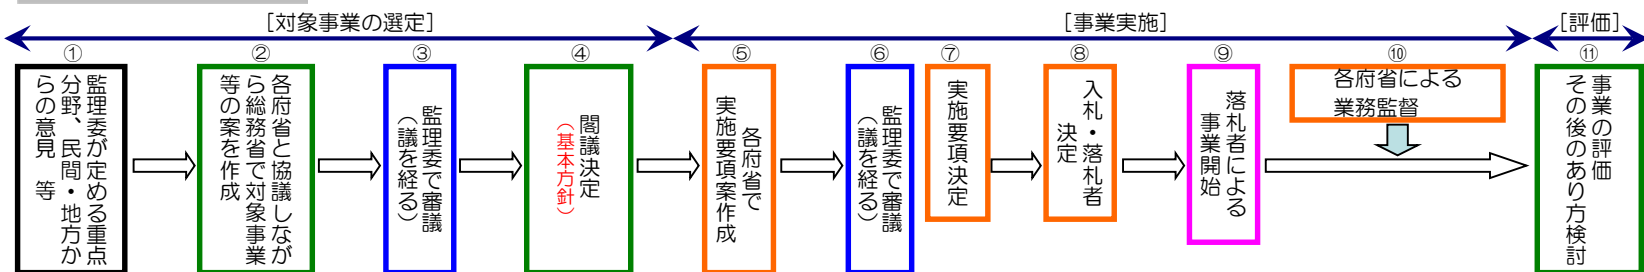 [対象事業の選定]
[事業実施]
[評価]
①
監理委が定める重点
分野、民間・地方か
らの意見　等
②
各府省と協議しなが
ら総務省で対象事業
等の案を作成
③
監理委で審議
（議を経る）
④
閣議決定
（基本方針）
⑤
各府省で
実施要項案作成
⑥
監理委で審議
（議を経る）
⑦
実施要項決定
⑧
入札・落札者
決定
⑨
落札者による
事業開始
⑩
各府省による
業務監督
⑪
事業の評価
その後のあり方検討